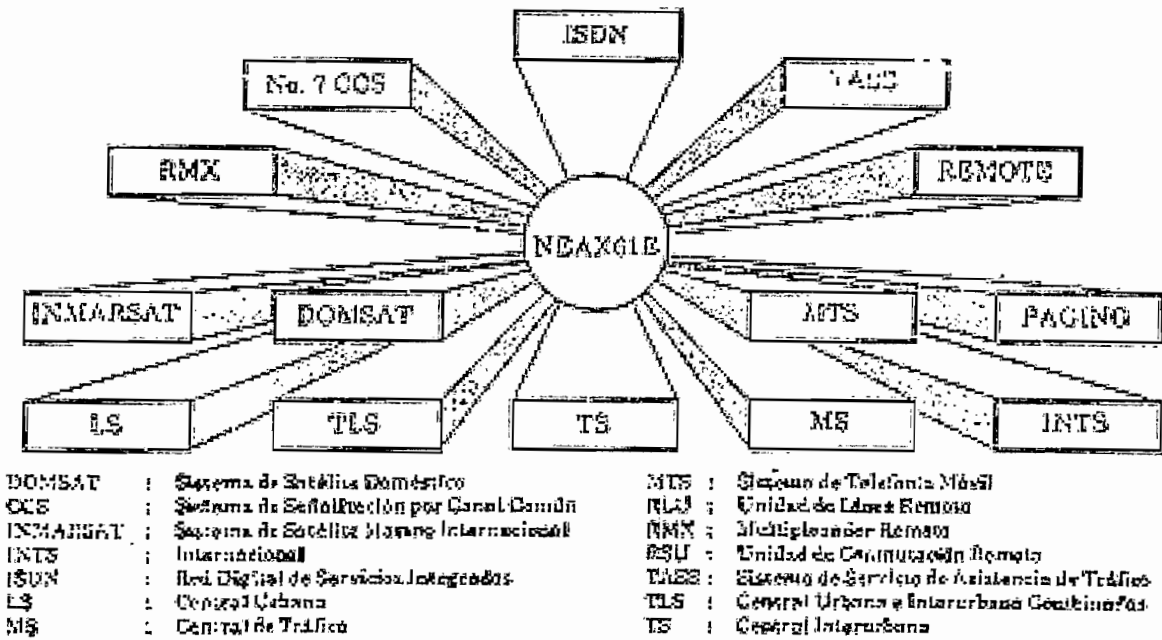 ISDN
No. 7 CCS
TASS
RMX
REMOTE
NEAX61E
INMARSAT
DOMSAT
MTS
PAGING
LS
TLS
TS
MS
INTS
DOMSAT : Sistema de Satélite Doméstico
CCS : Sistema de Señalización por Canal Común
INMARSAT : Sistema de Satélite Marino Internacional
INTS : Internacional
ISDN : Red Digital de Servicios Integrados
LS : Central Urbana
MS : Central de Tráfico
MTS : Sistema de Telefonía Móvil
RLU : Unidad de Línea Remota
RMX : Multiplexador Remoto
RSU : Unidad de Conmutación Remota
TASS : Sistema de Servicio de Asistencia de Tráfico
TLS : Central Urbana e Interurbana Combinadas
TS : Central Interurbana